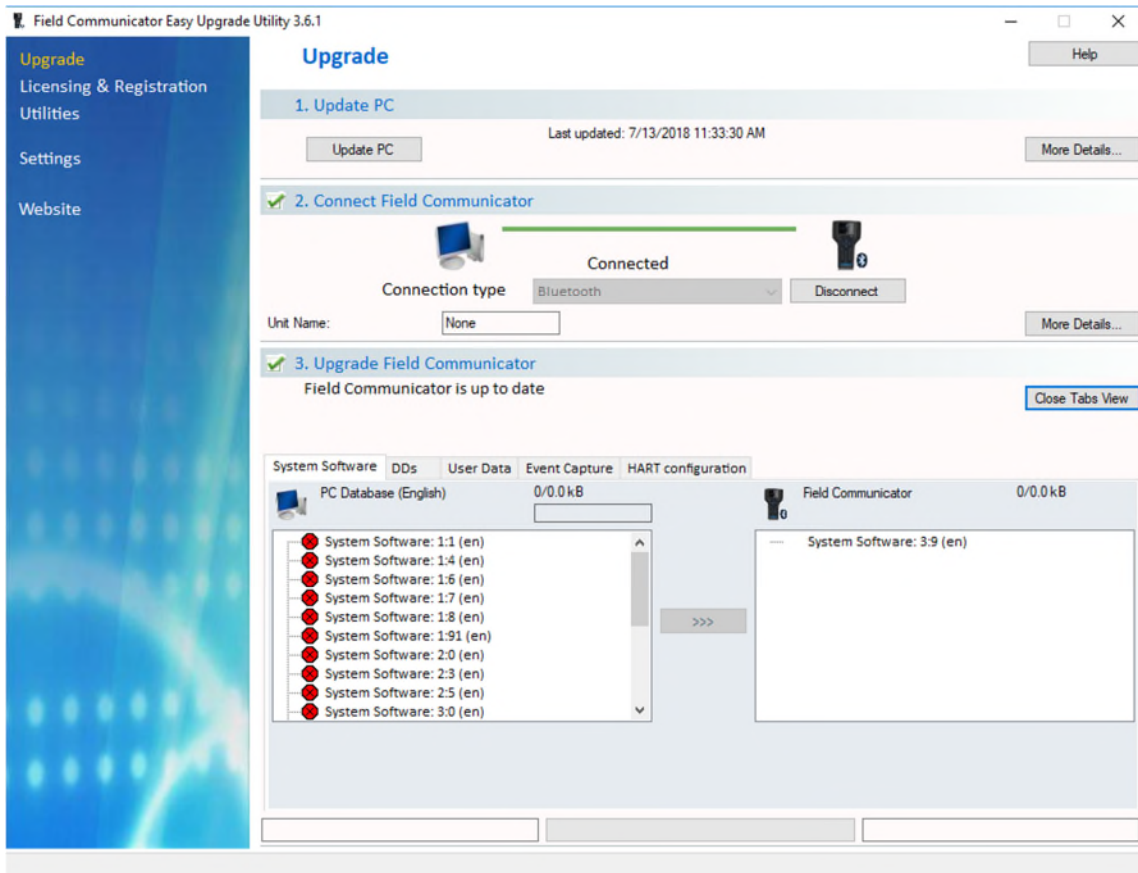 Field Communicator Easy Upgrade Utility 3.6.1
Upgrade
Licensing & Registration
Utilities
Settings
Website
Upgrade
Help
1. Update PC
Update PC
Last updated: 7/13/2018 11:33:30 AM
More Details...
2. Connect Field Communicator
Connected
Connection type
Bluetooth
Disconnect
Unit Name:
None
More Details...
3. Upgrade Field Communicator
Field Communicator is up to date
Close Tabs View
System Software
DDs
User Data
Event Capture
HART configuration
PC Database (English)
0/0.0 kB
Field Communicator
0/0.0 kB
System Software: 1:1 (en)
System Software: 1:4 (en)
System Software: 1:6 (en)
System Software: 1:7 (en)
System Software: 1:8 (en)
System Software: 1:91 (en)
System Software: 2:0 (en)
System Software: 2:3 (en)
System Software: 2:5 (en)
System Software: 3:0 (en)
>>>
System Software: 3:9 (en)